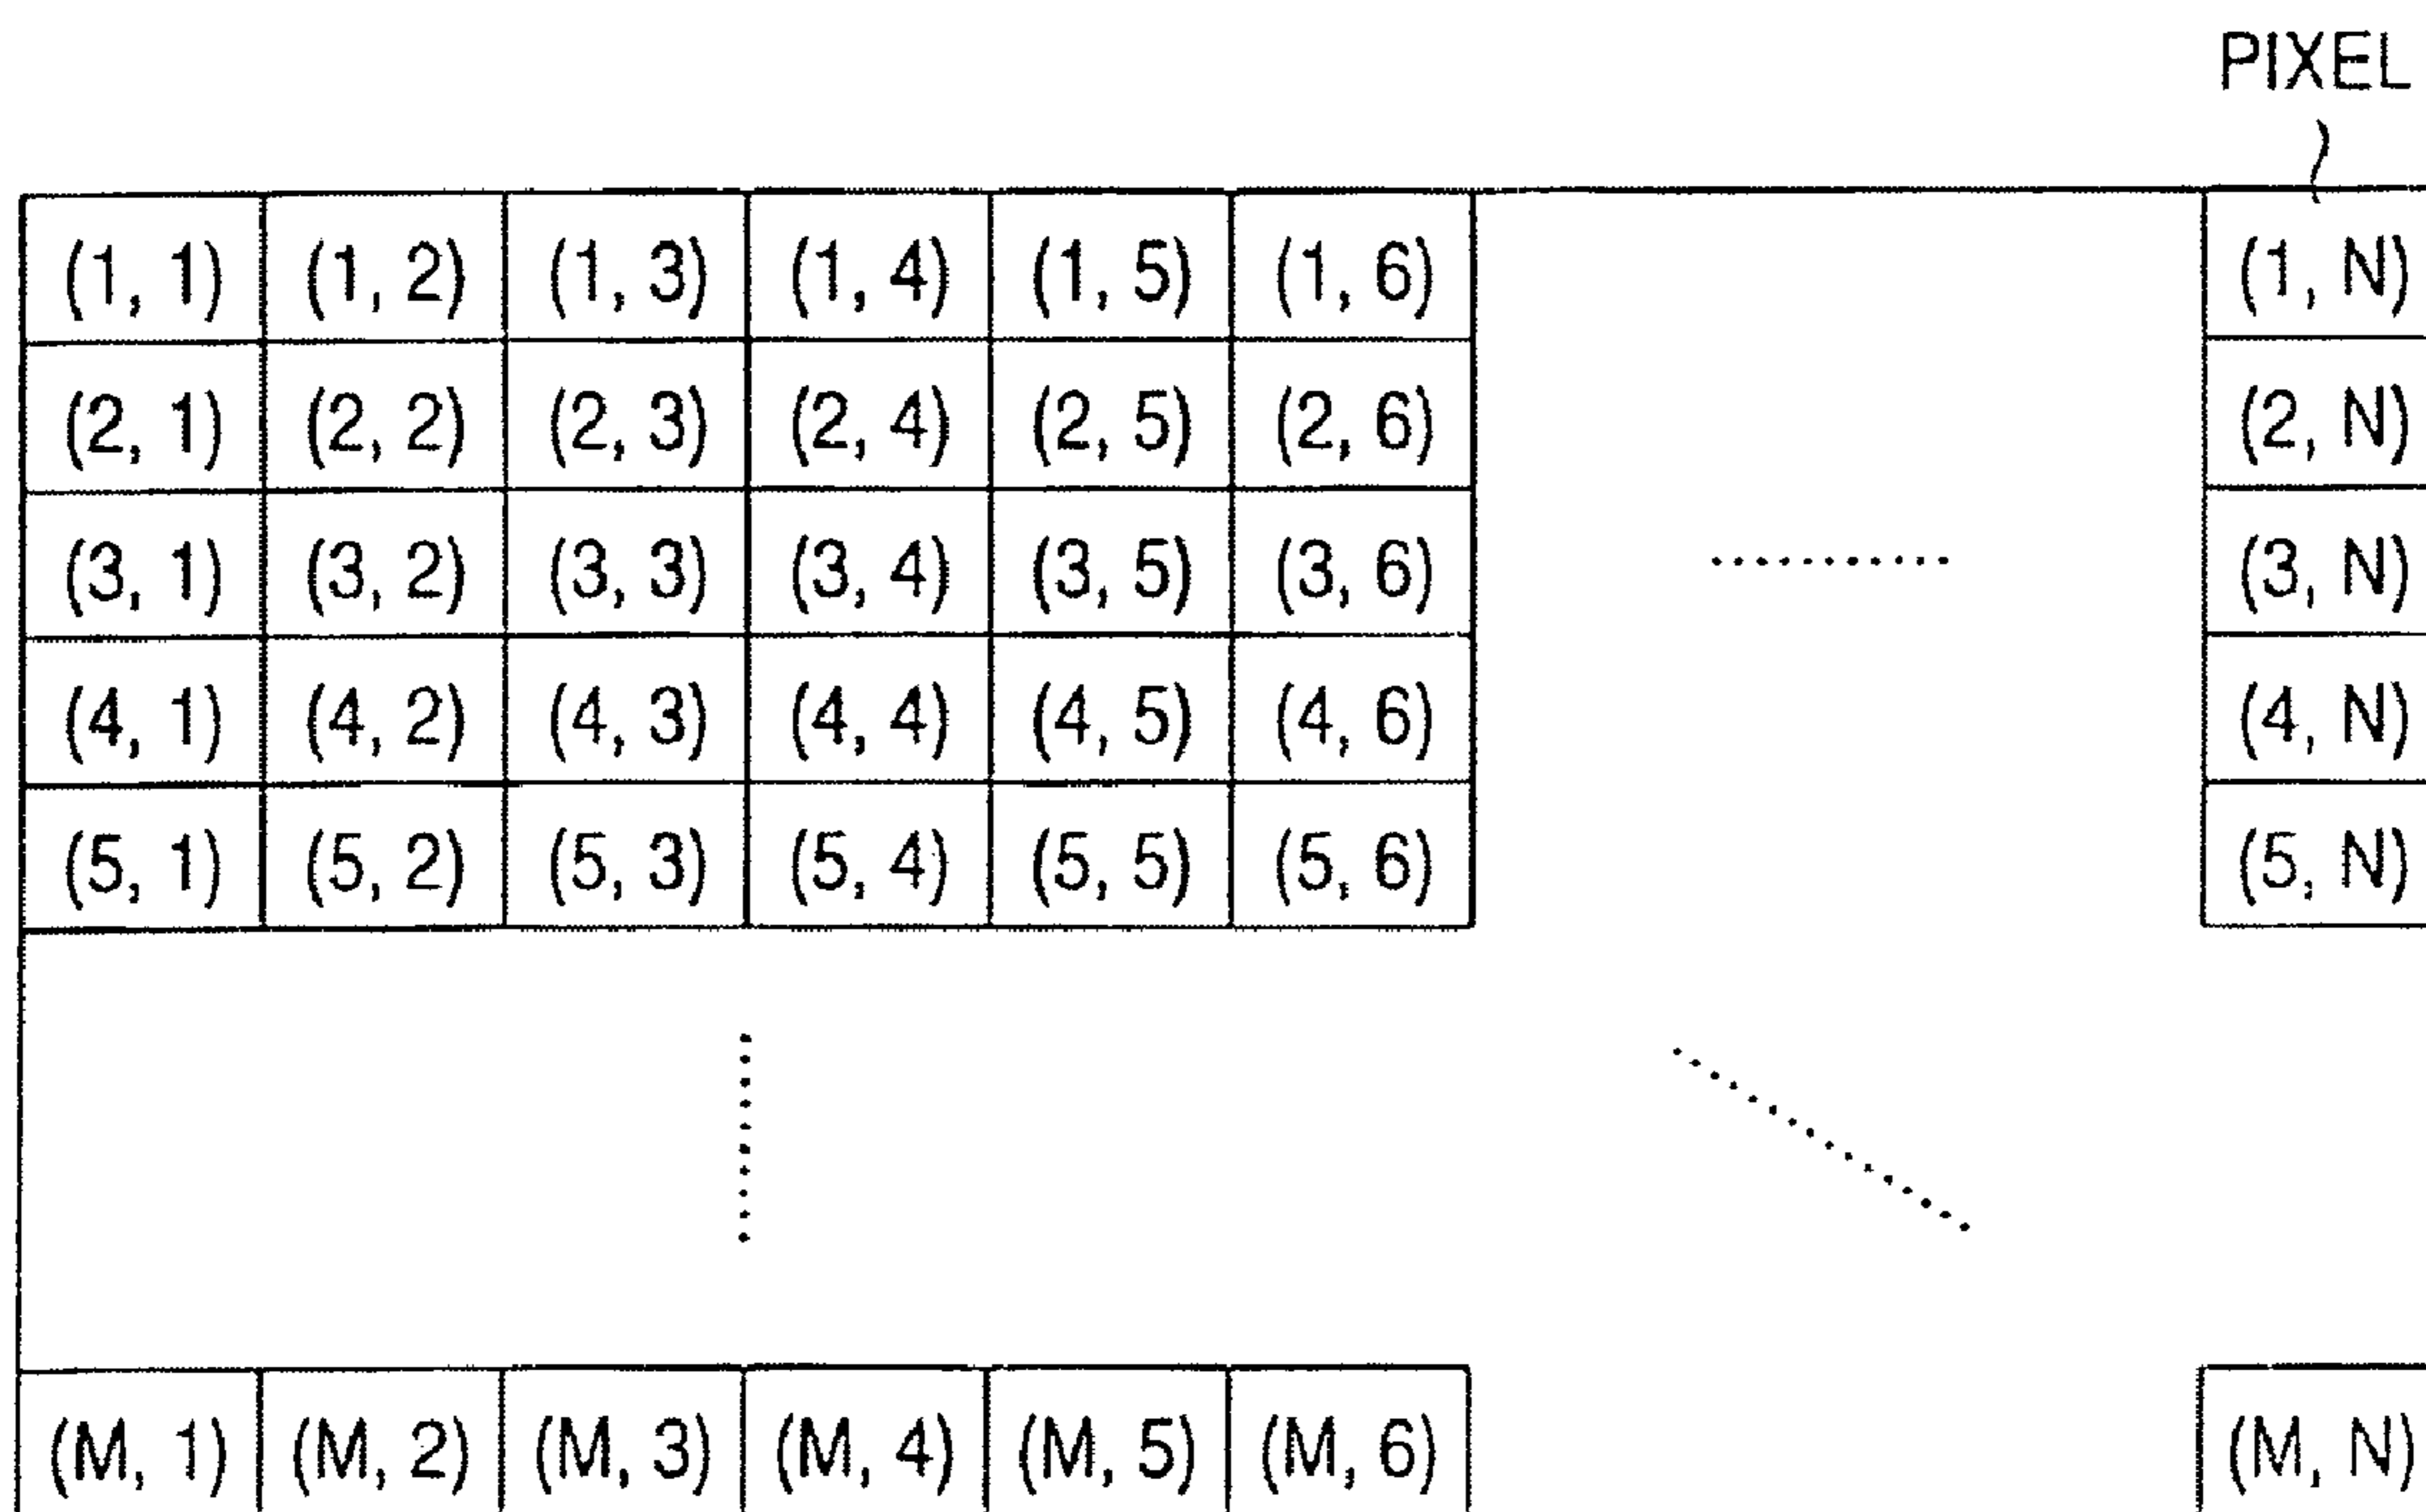 PIXEL
(1, 1) (1, 2) (1, 3) (1, 4) (1, 5) (1, 6) (1, N)
(2, 1) (2, 2) (2, 3) (2, 4) (2, 5) (2, 6) (2, N)
(3, 1) (3, 2) (3, 3) (3, 4) (3, 5) (3, 6) .......... (3, N)
(4, 1) (4, 2) (4, 3) (4, 4) (4, 5) (4, 6) (4, N)
(5, 1) (5, 2) (5, 3) (5, 4) (5, 5) (5, 6) (5, N)
(M, 1) (M, 2) (M, 3) (M, 4) (M, 5) (M, 6) (M, N)